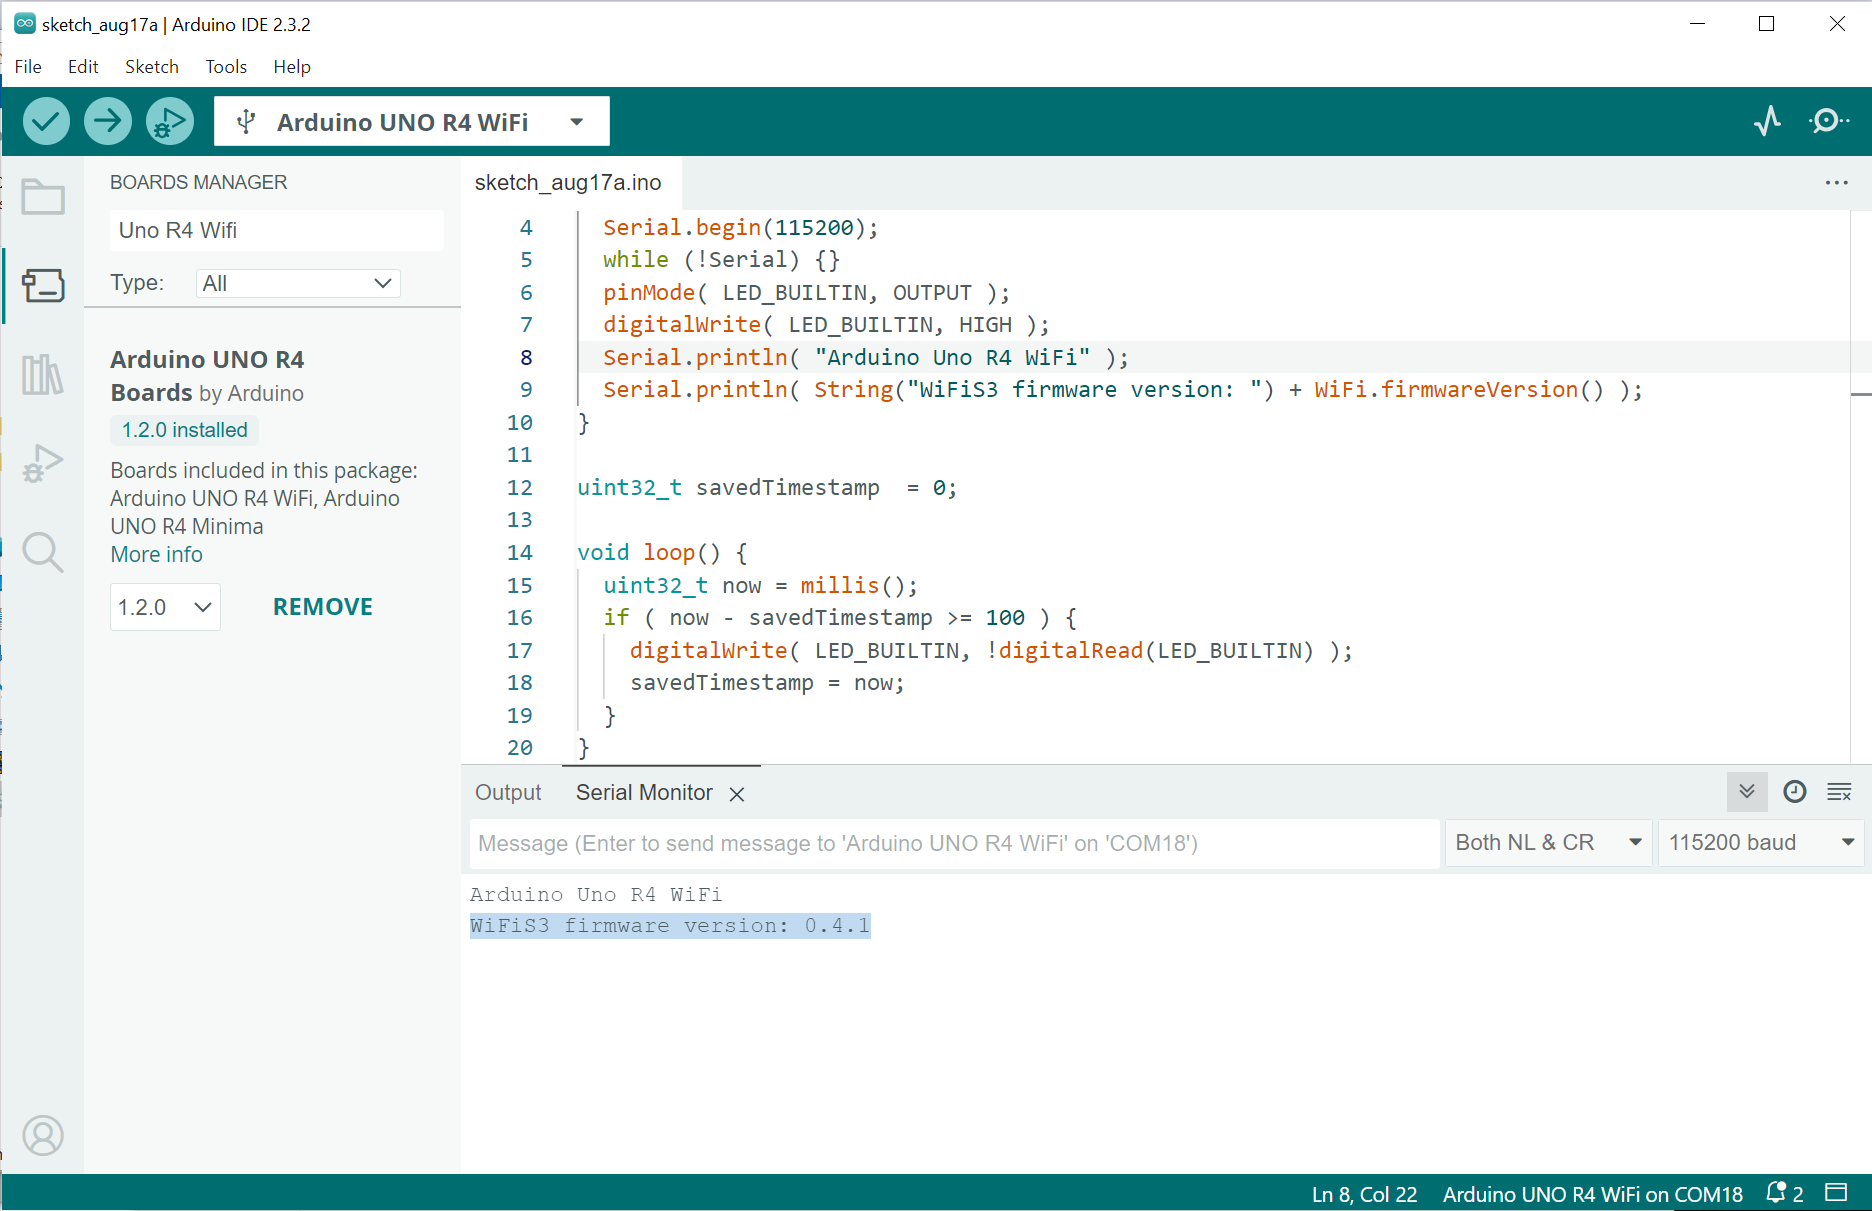 sketch_aug17a | Arduino IDE 2.3.2
File Edit Sketch Tools Help
Arduino UNO R4 WiFi
BOARDS MANAGER
Uno R4 Wifi
Type: All
Arduino UNO R4
Boards by Arduino
1.2.0 installed
Boards included in this package:
Arduino UNO R4 WiFi, Arduino
UNO R4 Minima
More info
1.2.0 REMOVE
sketch_aug17a.ino
4 Serial.begin(115200);
5 while (!Serial) {}
6 pinMode( LED_BUILTIN, OUTPUT );
7 digitalWrite( LED_BUILTIN, HIGH );
8 Serial.println( "Arduino Uno R4 WiFi" );
9 Serial.println( String("WiFiS3 firmware version: ") + WiFi.firmwareVersion() );
10 }
11
12 uint32_t savedTimestamp  = 0;
13
14 void loop() {
15 uint32_t now = millis();
16 if ( now - savedTimestamp >= 100 ) {
17 digitalWrite( LED_BUILTIN, !digitalRead(LED_BUILTIN) );
18 savedTimestamp = now;
19 }
20 }
Output Serial Monitor
Message (Enter to send message to 'Arduino UNO R4 WiFi' on 'COM18')
Both NL & CR 115200 baud
Arduino Uno R4 WiFi
WiFiS3 firmware version: 0.4.1
Ln 8, Col 22 Arduino UNO R4 WiFi on COM18 2